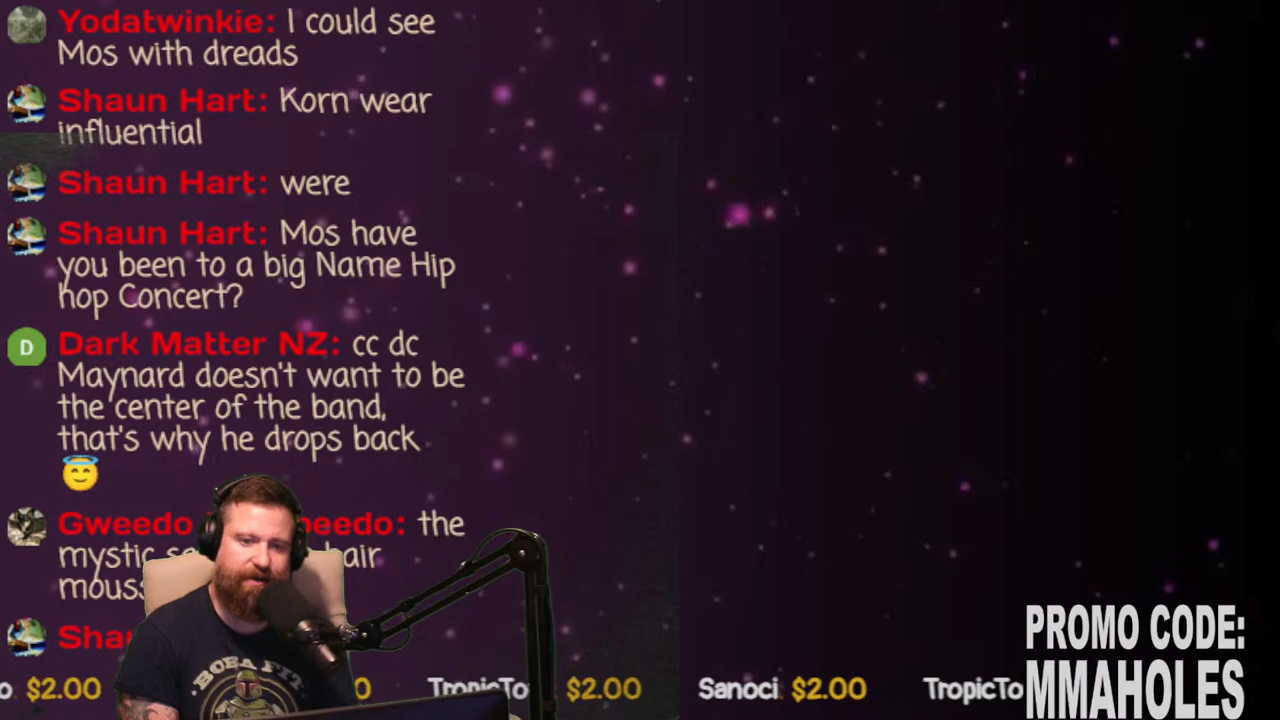 Yodatwinkie: I could see
Mos with dreads
Shaun Hart: Korn wear
influential
Shaun Hart: were
Shaun Hart: Mos have
you been to a big Name Hip
hop Concert?
D
Dark Matter NZ: cc dc
Maynard doesn't want to be
the center of the band,
that's why he drops back
Gweedo the
mystic hair
BOBA FIT
$2.00 $2.00 Sanoci $2.00
PROMO CODE:
MMAHOLES